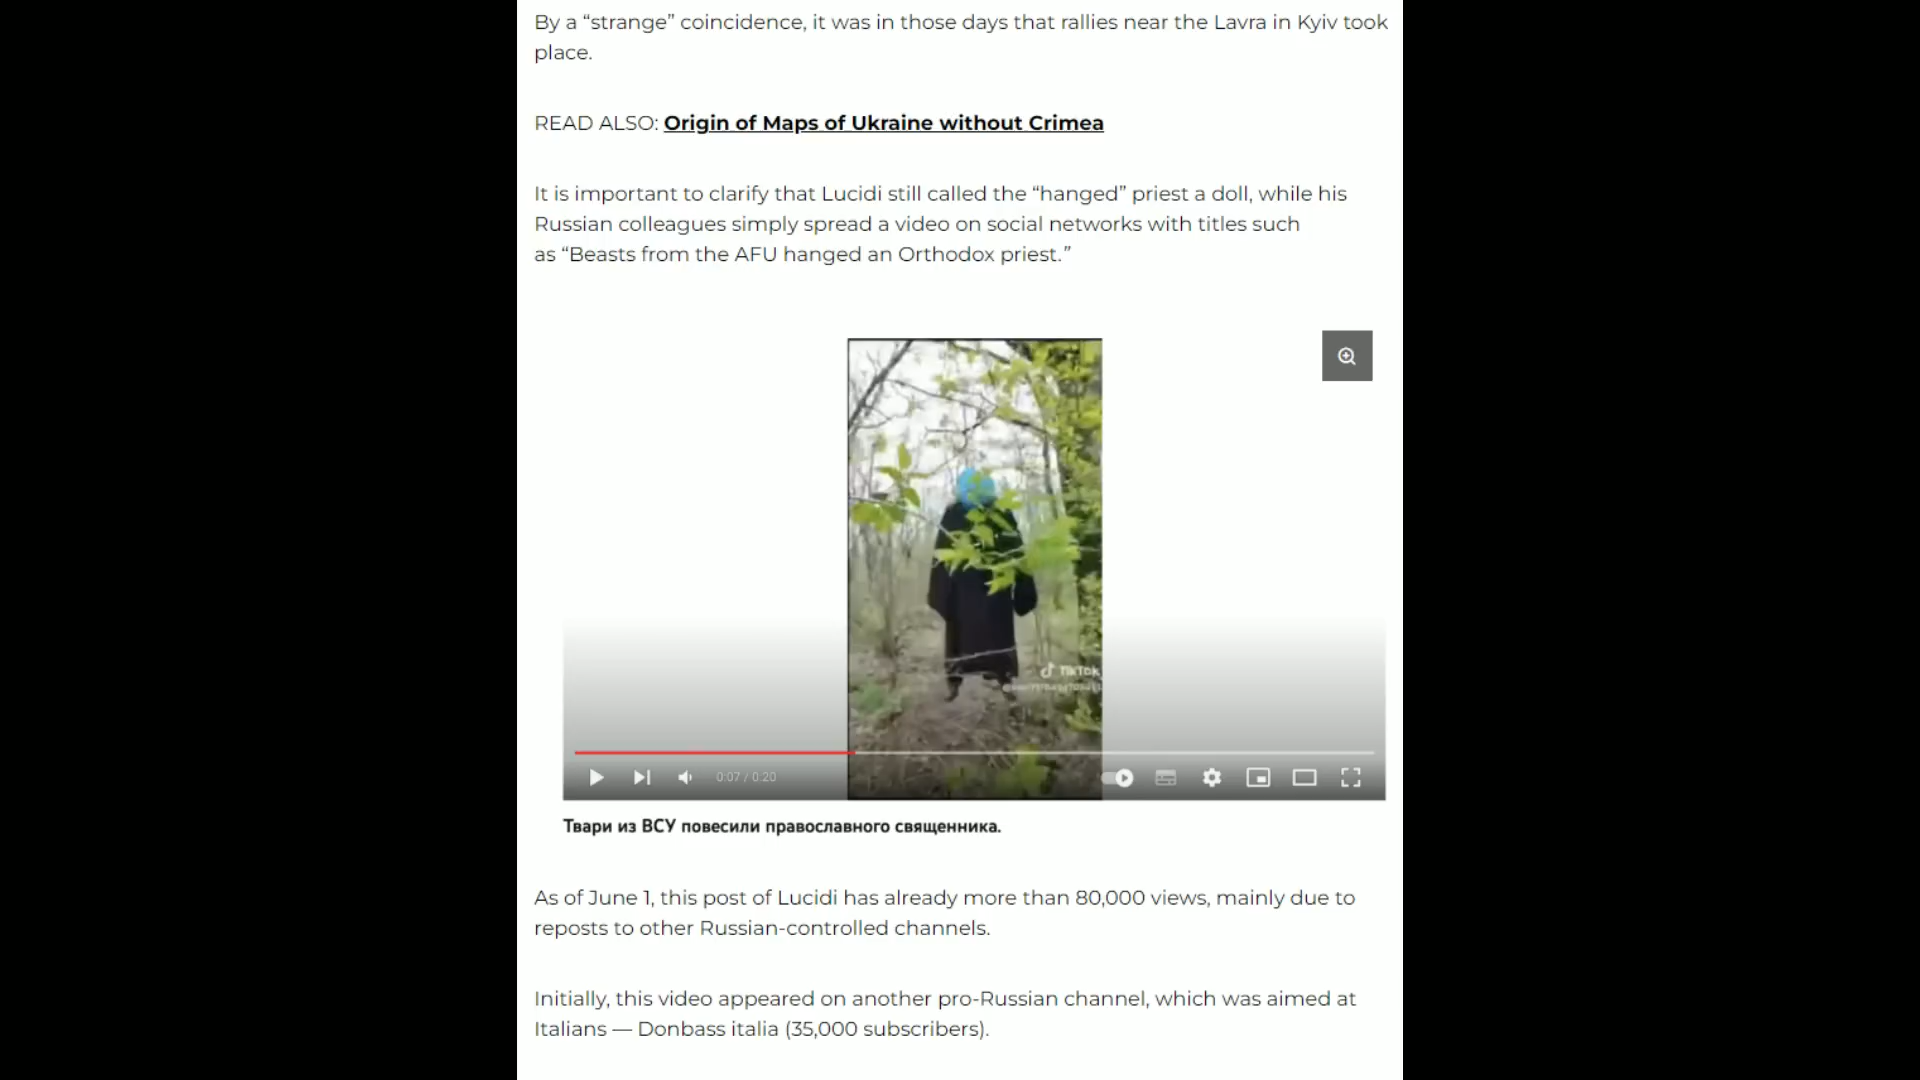 By a “strange” coincidence, it was in those days that rallies near the Lavra in Kyiv took
place.
READ ALSO: Origin of Maps of Ukraine without Crimea
It is important to clarify that Lucidi still called the “hanged” priest a doll, while his
Russian colleagues simply spread a video on social networks with titles such
as “Beasts from the AFU hanged an Orthodox priest.”
TikTok
0:07 / 0:20
Твари из ВСУ повесили православного священника.
As of June 1, this post of Lucidi has already more than 80,000 views, mainly due to
reposts to other Russian-controlled channels.
Initially, this video appeared on another pro-Russian channel, which was aimed at
Italians — Donbass italia (35,000 subscribers).